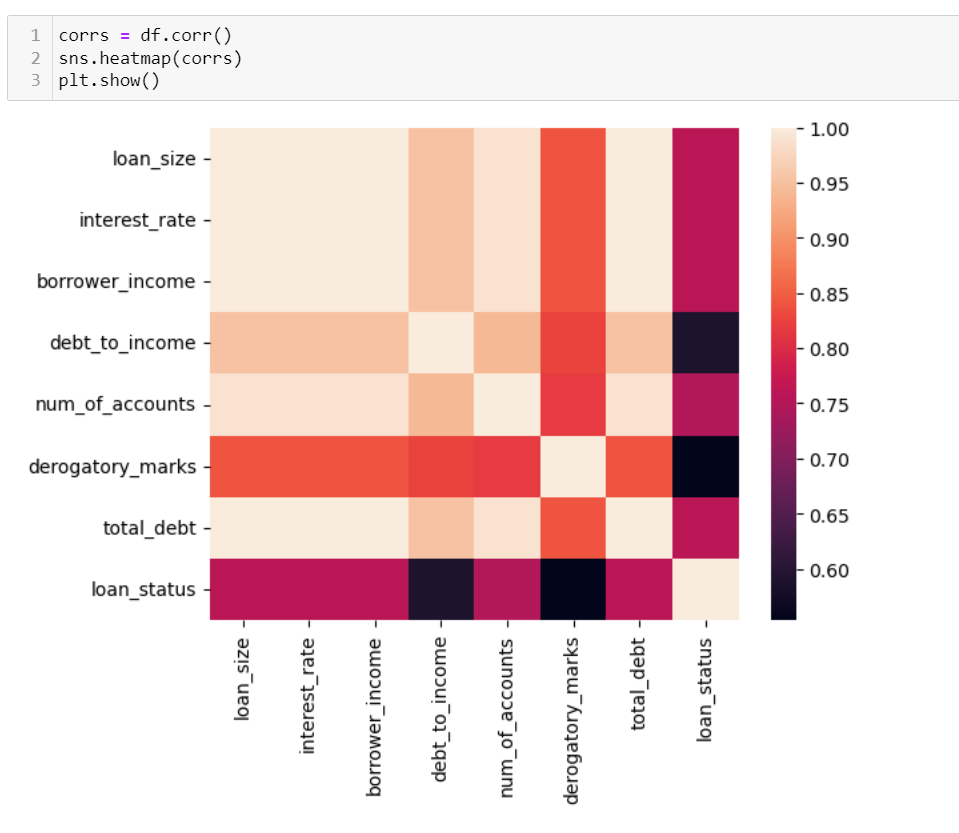 1 corrs = df.corr()
2 sns.heatmap(corrs)
3 plt.show()
loan_size
interest_rate
borrower_income
debt_to_income
num_of_accounts
derogatory_marks
total_debt
loan_status
loan_size
interest_rate
borrower_income
debt_to_income
num_of_accounts
derogatory_marks
total_debt
loan_status
1.00
0.95
0.90
0.85
0.80
0.75
0.70
0.65
0.60